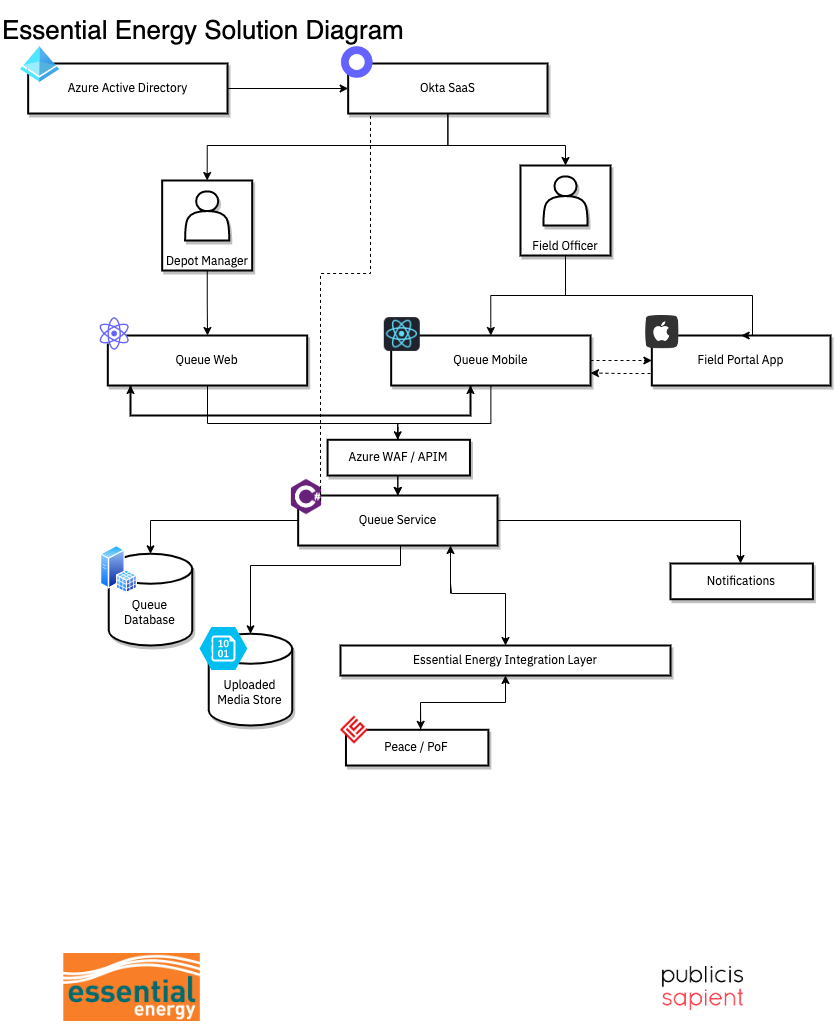 Essential Energy Solution Diagram
Azure Active Directory
Okta SaaS
Depot Manager
Field Officer
Queue Web
Queue Mobile
Field Portal App
Azure WAF / APIM
C#
Queue Service
Queue
Database
Notifications
10
01
Uploaded
Media Store
Essential Energy Integration Layer
Peace / PoF
essential
energy
publicis
sapient